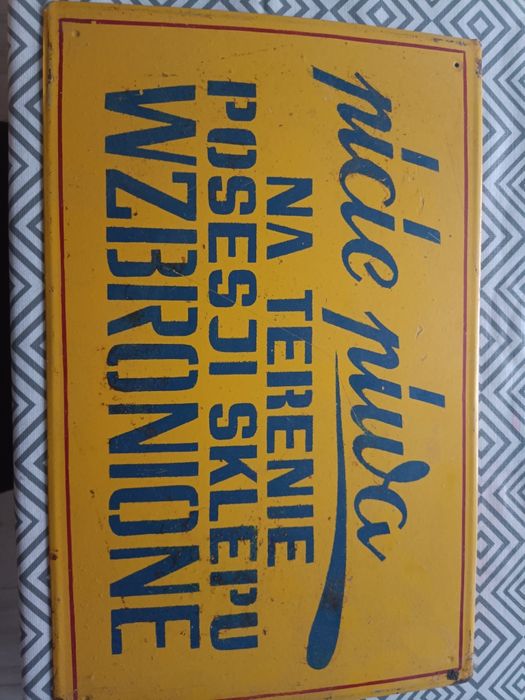 picie piwa
NA TERENIE
POSESJI SKLEPU
WZBRONIONE